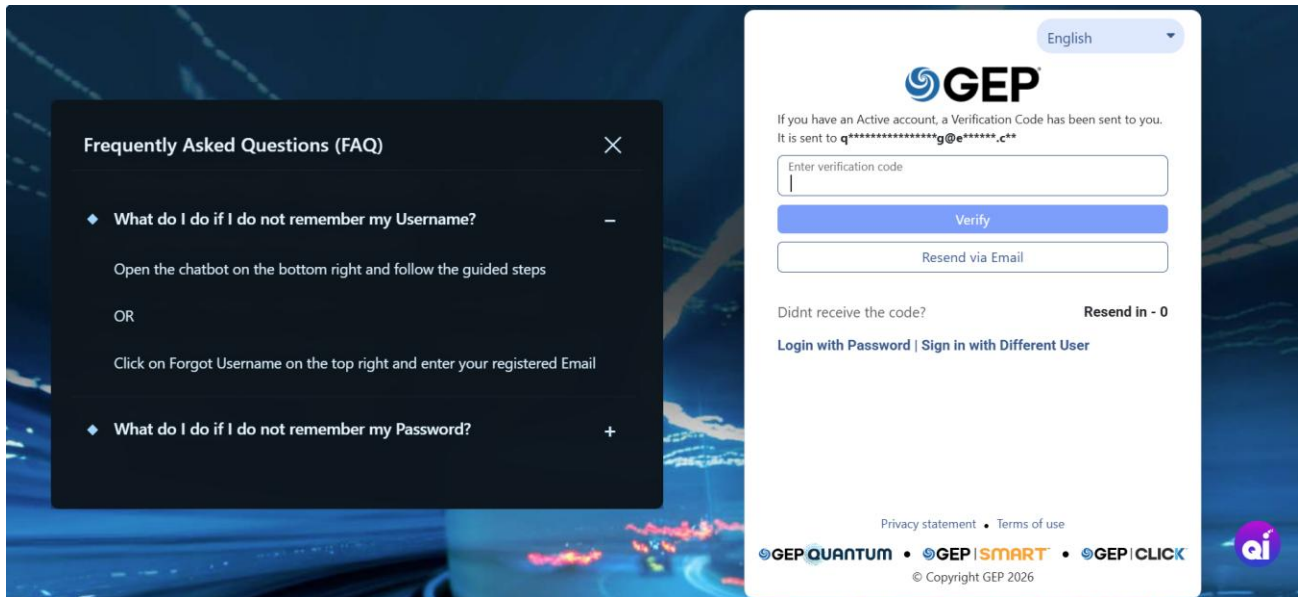 Frequently Asked Questions (FAQ)
What do I do if I do not remember my Username?
Open the chatbot on the bottom right and follow the guided steps
OR
Click on Forgot Username on the top right and enter your registered Email
What do I do if I do not remember my Password?
English
GEP
If you have an Active account, a Verification Code has been sent to you.
It is sent to q****************g@e******.c**
Enter verification code
Verify
Resend via Email
Didnt receive the code? Resend in - 0
Login with Password | Sign in with Different User
Privacy statement • Terms of use
GEP QUANTUM • GEP | SMART • GEP | CLICK
© Copyright GEP 2026
qi